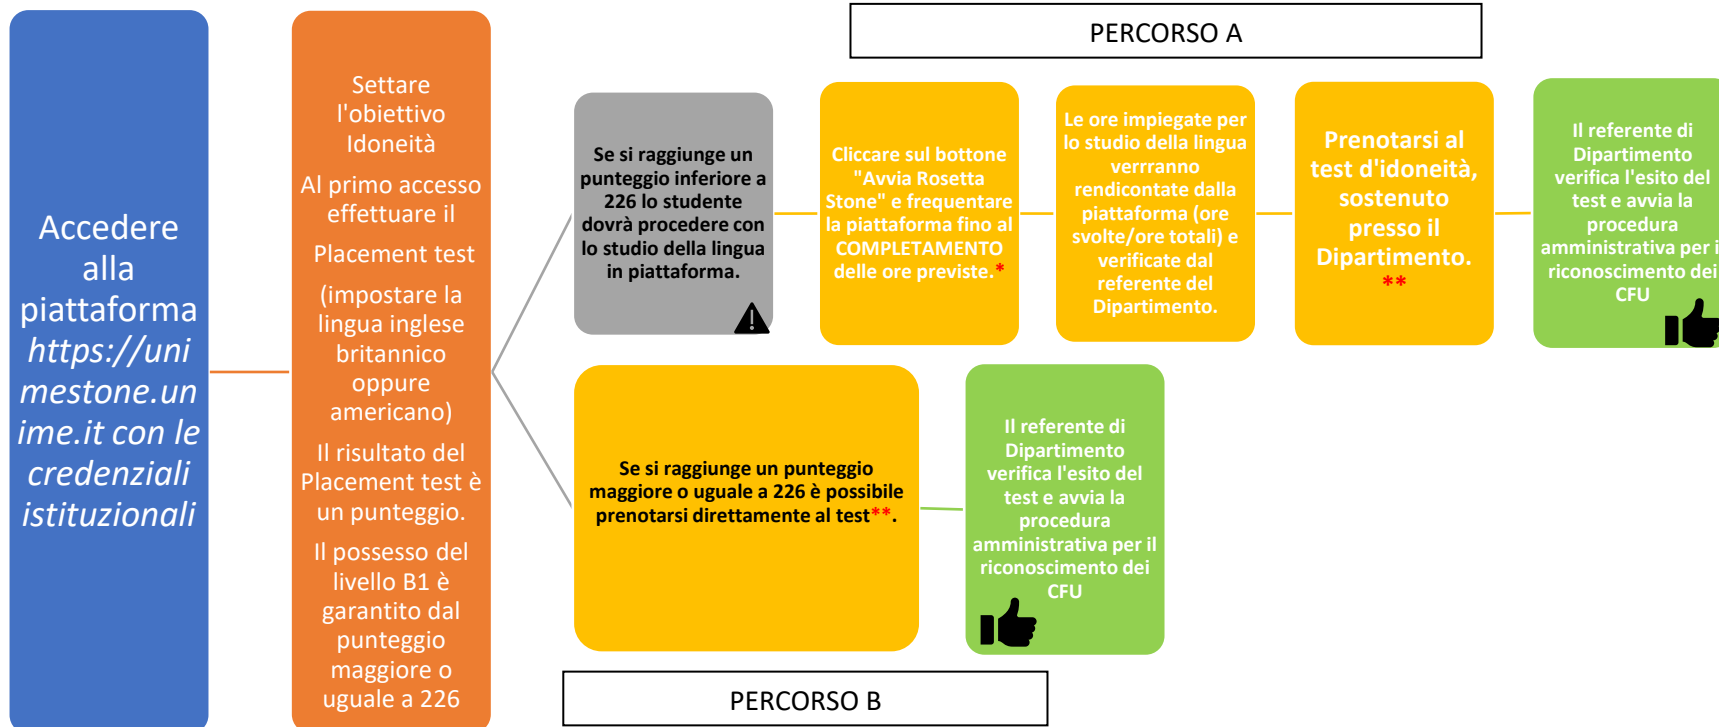 Accedere
alla
piattaforma
https://uni
mestone.un
ime.it con le
credenziali
istituzionali
Settare
l'obiettivo
Idoneità
Al primo accesso
effettuare il
Placement test
(impostare la
lingua inglese
britannico
oppure
americano)
Il risultato del
Placement test è
un punteggio.
Il possesso del
livello B1 è
garantito dal
punteggio
maggiore o
uguale a 226
PERCORSO A
Se si raggiunge un
punteggio inferiore a
226 lo studente
dovrà procedere con
lo studio della lingua
in piattaforma.
Cliccare sul bottone
"Avvia Rosetta
Stone" e frequentare
la piattaforma fino al
COMPLETAMENTO
delle ore previste.*
Le ore impiegate per
lo studio della lingua
verrranno
rendicontate dalla
piattaforma (ore
svolte/ore totali) e
verificate dal
referente del
Dipartimento.
Prenotarsi al
test d'idoneità,
sostenuto
presso il
Dipartimento.
**
Il referente di
Dipartimento
verifica l'esito del
test e avvia la
procedura
amministrativa per i
riconoscimento dei
CFU
Se si raggiunge un punteggio
maggiore o uguale a 226 è possibile
prenotarsi direttamente al test**.
Il referente di
Dipartimento
verifica l'esito del
test e avvia la
procedura
amministrativa per il
riconoscimento dei
CFU
PERCORSO B